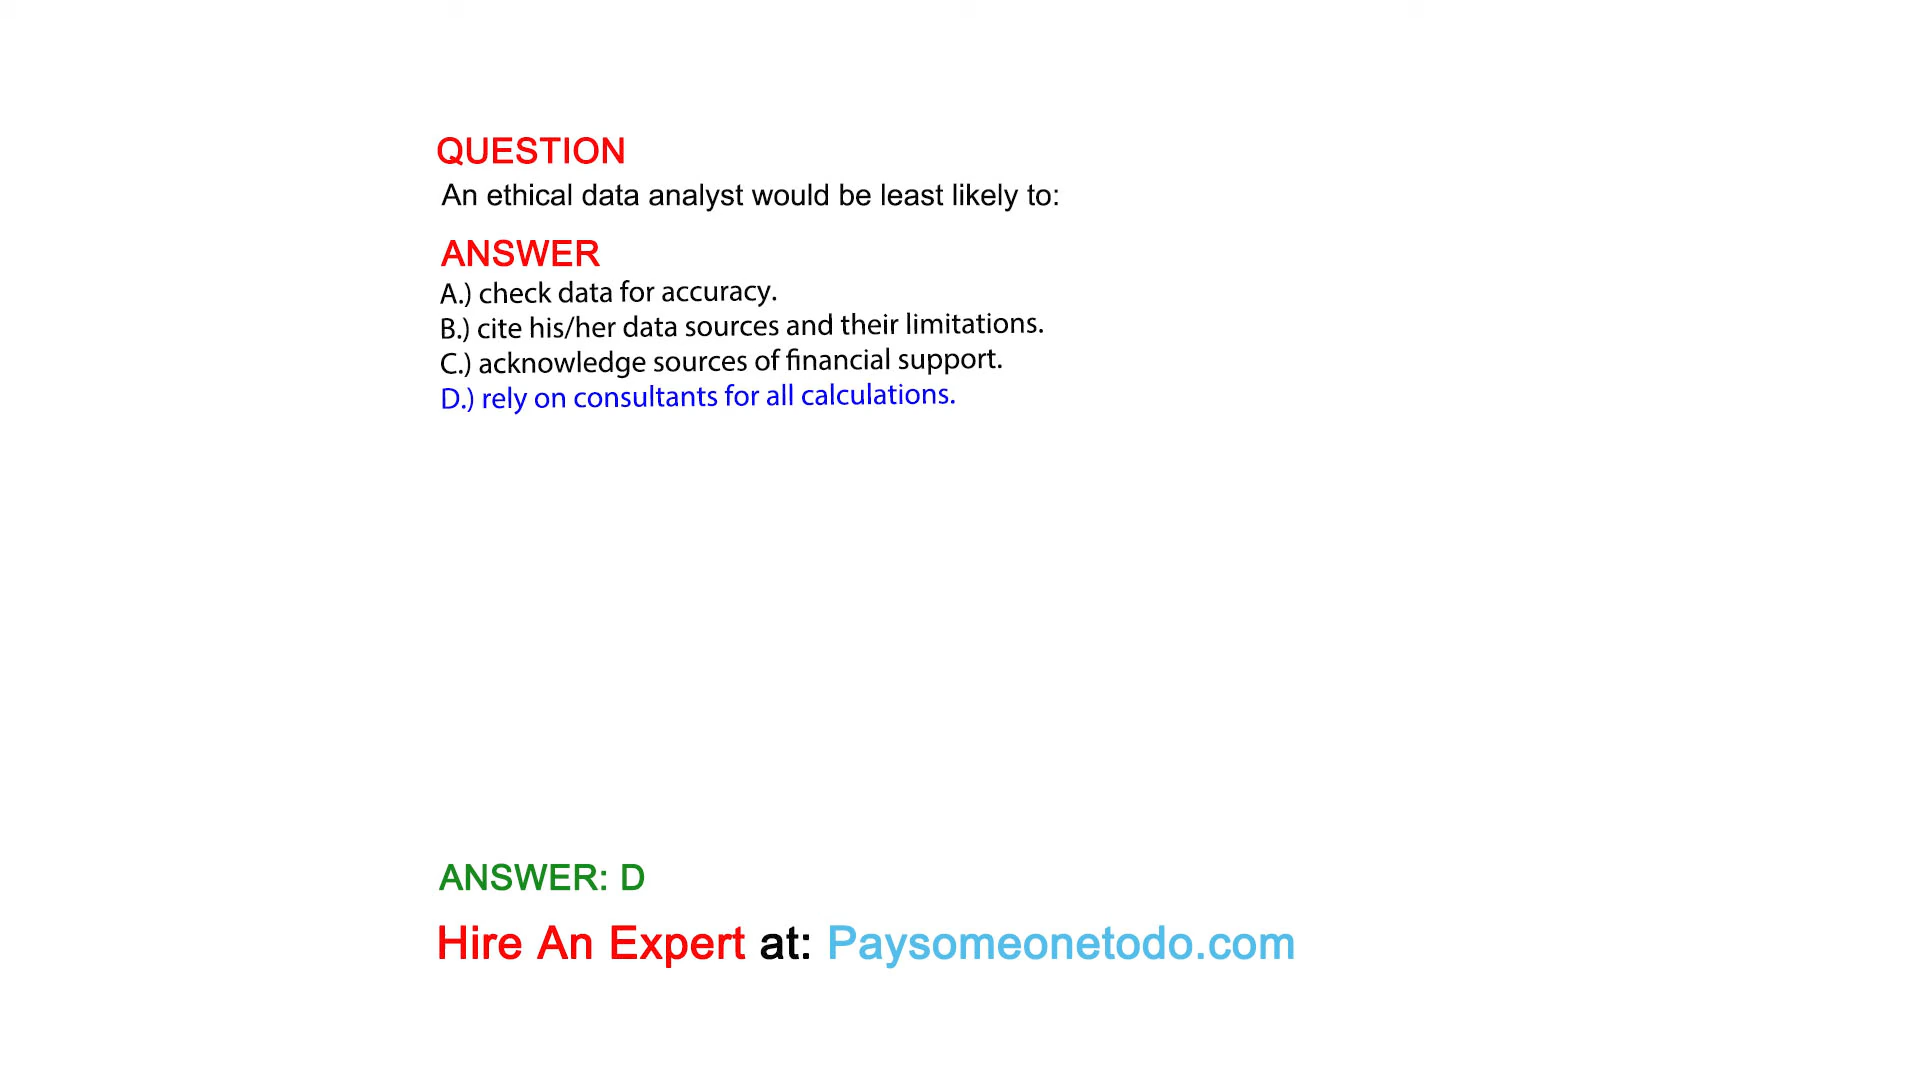 QUESTION
An ethical data analyst would be least likely to:
ANSWER
A.) check data for accuracy.
B.) cite his/her data sources and their limitations.
C.) acknowledge sources of financial support.
D.) rely on consultants for all calculations.
ANSWER: D
Hire An Expert at: Paysomeonetodo.com